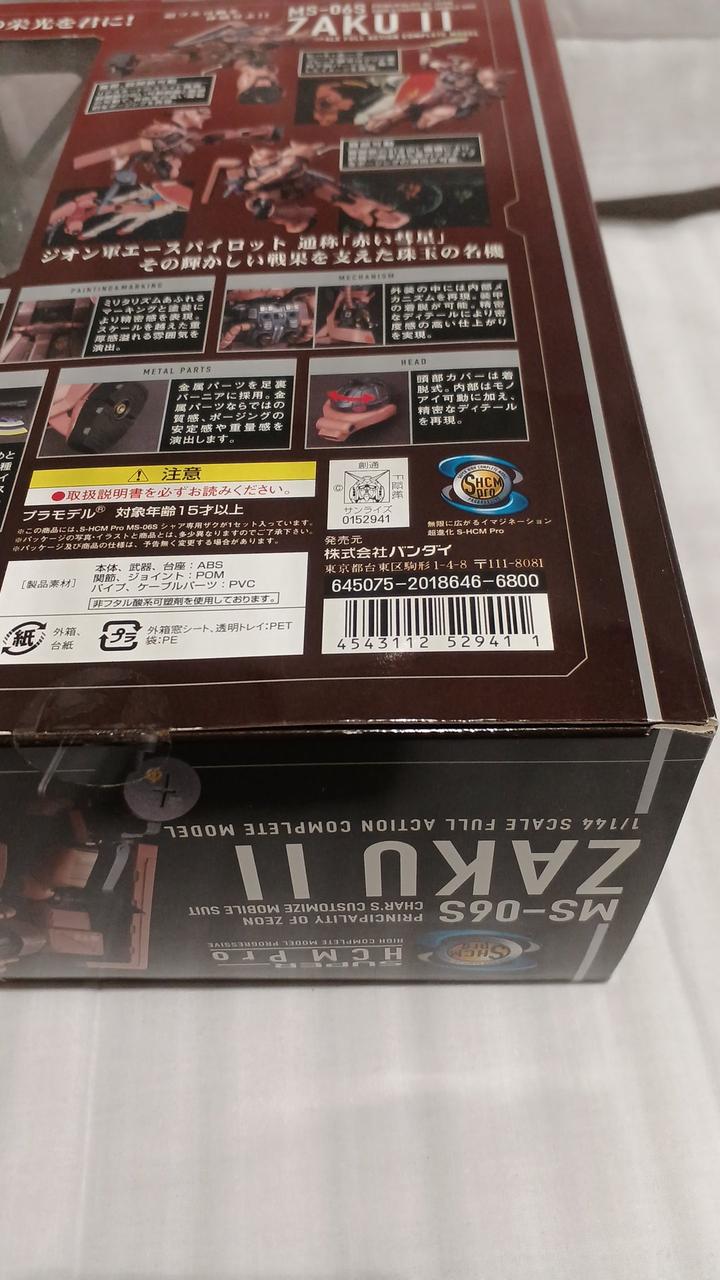 の栄光を君に!
MS-06S
ZAKU II
ジオン軍エースパイロット 通称「赤い彗星」
その輝かしい戦果を支えた珠玉の名機
PAINTING&MARKING
ミリタリズムあふれる
マーキングと塗装に
より精密感を表現。
スケールを越えた重
厚感溢れる雰囲気を
演出。
MECHANISM
外装の中には内部メ
カニズムを再現。装甲
の着脱が可能。精密
なディテールにより密
度感の高い仕上がり
を実現。
METAL PARTS
金属パーツを足裏
バーニアに採用。金
属パーツならではの
質感、ポージングの
安定感や重量感を
演出します。
HEAD
頭部カバーは着
脱式。内部はモノ
アイ可動に加え、
精密なディテール
を再現。
注意
●取扱説明書を必ずお読みください。
プラモデル® 対象年齢15才以上
※この商品には、S-HCM Pro MS-06S シャア専用ザクが1セット入っています。
※パッケージの写真・イラストと商品とは、多少異なりますのでご了承下さい。
※パッケージ及び商品の仕様は、予告無く変更する場合があります。
[製品素材]
本体、武器、台座:ABS
関節、ジョイント:POM
パイプ、ケーブルパーツ:PVC
非フタル酸系可塑剤を使用しております。
紙
外箱、
台紙
プラ
外箱窓シート、透明トレイ:PET
袋:PE
©
創通
サンライズ
0152941
SHCM
pro
無限に広がるイマジネーション
超進化 S-HCM Pro
発売元
株式会社バンダイ
東京都台東区駒形1-4-8 〒111-8081
645075-2018646-6800
4543112 52941 1
SUPER
HCM Pro
HIGH COMPLETE MODEL PROGRESSIVE
SHCM
pro
MS-06S
PRINCIPALITY OF ZEON
CHAR'S CUSTOMIZE MOBILE SUIT
ZAKU II
1/144 SCALE FULL ACTION COMPLETE MODEL